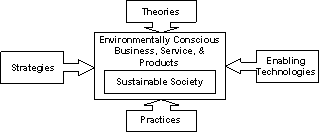 Theories
Environmentally Conscious
Business, Service, &
Products
Strategies
Enabling
Technologies
Sustainable Society
Practices